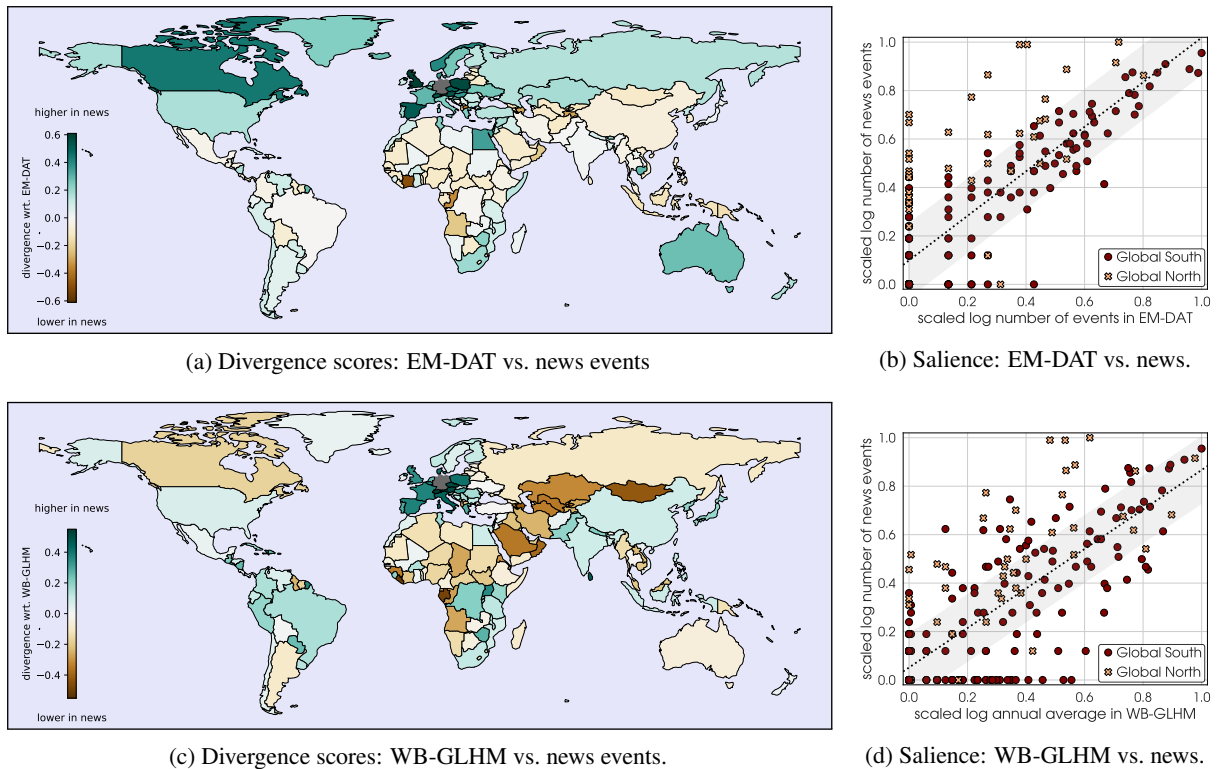 higher in news
0.6
0.4
0.2
0.0
−0.2
−0.4
−0.6
divergence wrt. EM-DAT
lower in news
(a) Divergence scores: EM-DAT vs. news events
scaled log number of news events
1.0
0.8
0.6
0.4
0.2
0.0
Global South
Global North
0.0 0.2 0.4 0.6 0.8 1.0
scaled log number of events in EM-DAT
(b) Salience: EM-DAT vs. news.
higher in news
0.4
0.2
0.0
−0.2
−0.4
divergence wrt. WB-GLHM
lower in news
(c) Divergence scores: WB-GLHM vs. news events.
scaled log number of news events
1.0
0.8
0.6
0.4
0.2
0.0
Global South
Global North
0.0 0.2 0.4 0.6 0.8 1.0
scaled log annual average in WB-GLHM
(d) Salience: WB-GLHM vs. news.